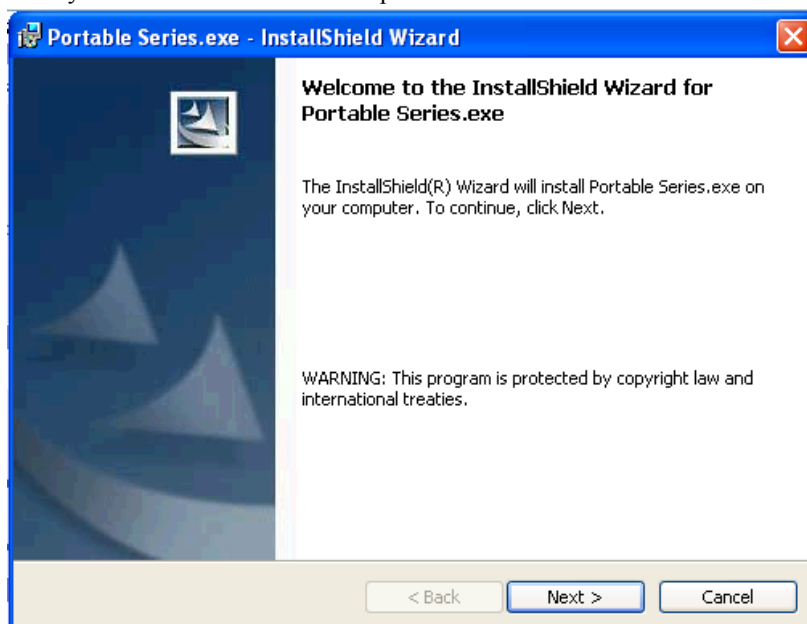 Portable Series.exe - InstallShield Wizard
Welcome to the InstallShield Wizard for
Portable Series.exe
The InstallShield(R) Wizard will install Portable Series.exe on
your computer. To continue, click Next.
WARNING: This program is protected by copyright law and
international treaties.
< Back
Next >
Cancel